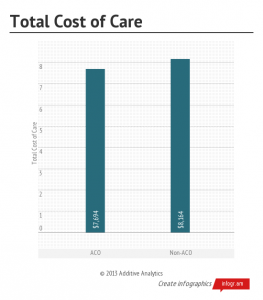 Total Cost of Care
8
7
6
5
4
3
2
1
0
Total Cost of Care
$7,694
$8,164
ACO
Non-ACO
© 2013 Additive Analytics
Create infographics infogr.am